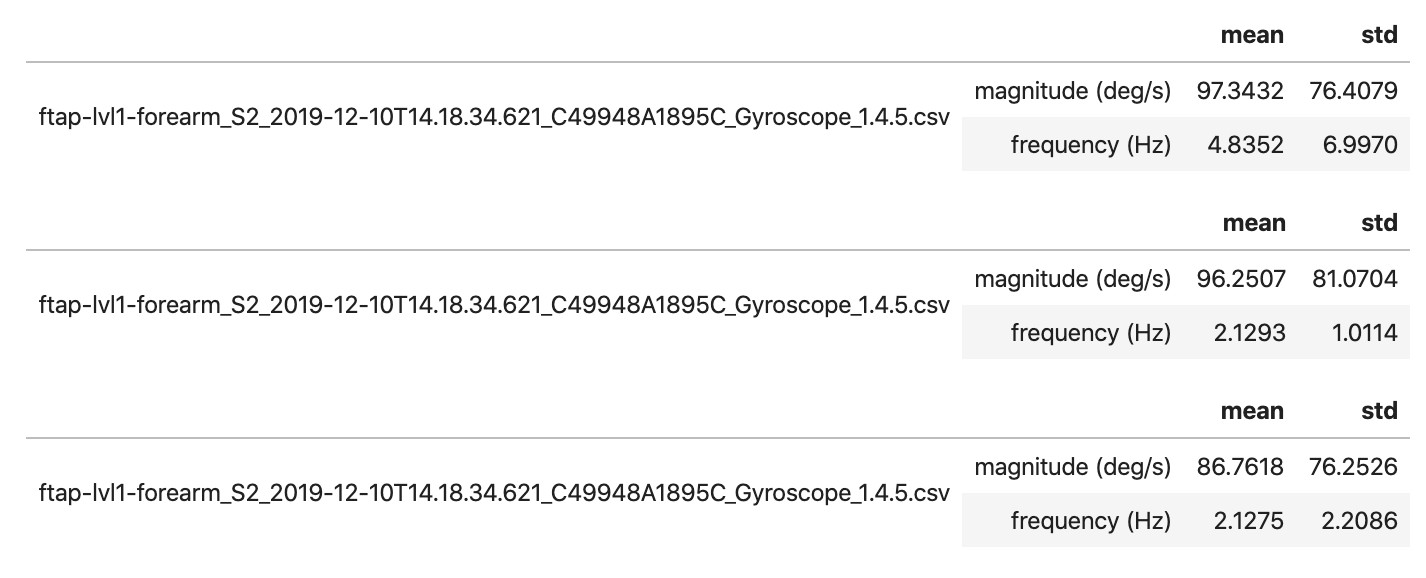 mean std
magnitude (deg/s) 97.3432 76.4079
ftap-lvl1-forearm_S2_2019-12-10T14.18.34.621_C49948A1895C_Gyroscope_1.4.5.csv
frequency (Hz) 4.8352 6.9970
mean std
magnitude (deg/s) 96.2507 81.0704
ftap-lvl1-forearm_S2_2019-12-10T14.18.34.621_C49948A1895C_Gyroscope_1.4.5.csv
frequency (Hz) 2.1293 1.0114
mean std
magnitude (deg/s) 86.7618 76.2526
ftap-lvl1-forearm_S2_2019-12-10T14.18.34.621_C49948A1895C_Gyroscope_1.4.5.csv
frequency (Hz) 2.1275 2.2086